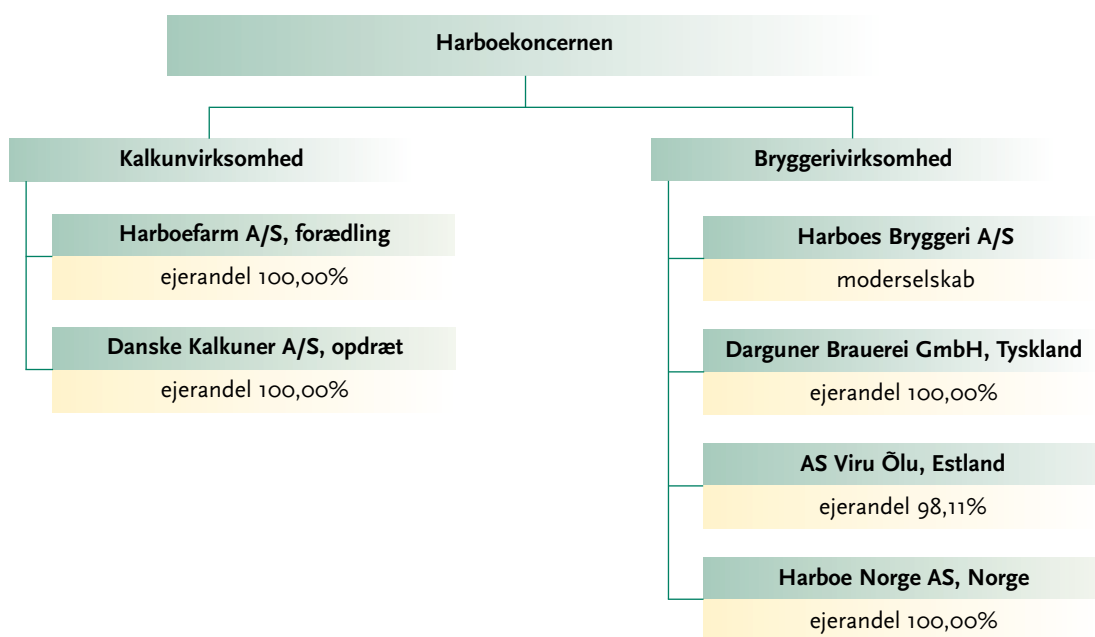 Harboekoncernen
Kalkunvirksomhed
Harboefarm A/S, forædling
ejerandel 100,00%
Danske Kalkuner A/S, opdræt
ejerandel 100,00%
Bryggerivirksomhed
Harboes Bryggeri A/S
moderselskab
Darguner Brauerei GmbH, Tyskland
ejerandel 100,00%
AS Viru Õlu, Estland
ejerandel 98,11%
Harboe Norge AS, Norge
ejerandel 100,00%